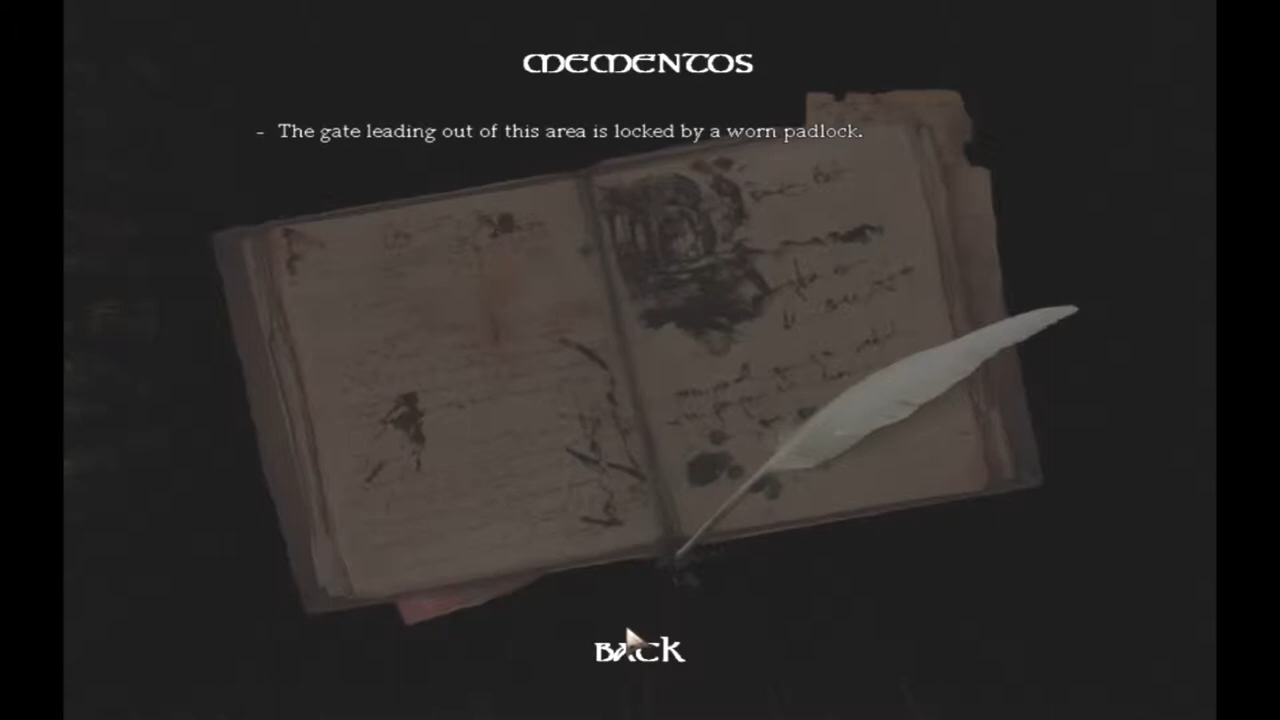 MEMENTOS
- The gate leading out of this area is locked by a worn padlock.
BACK